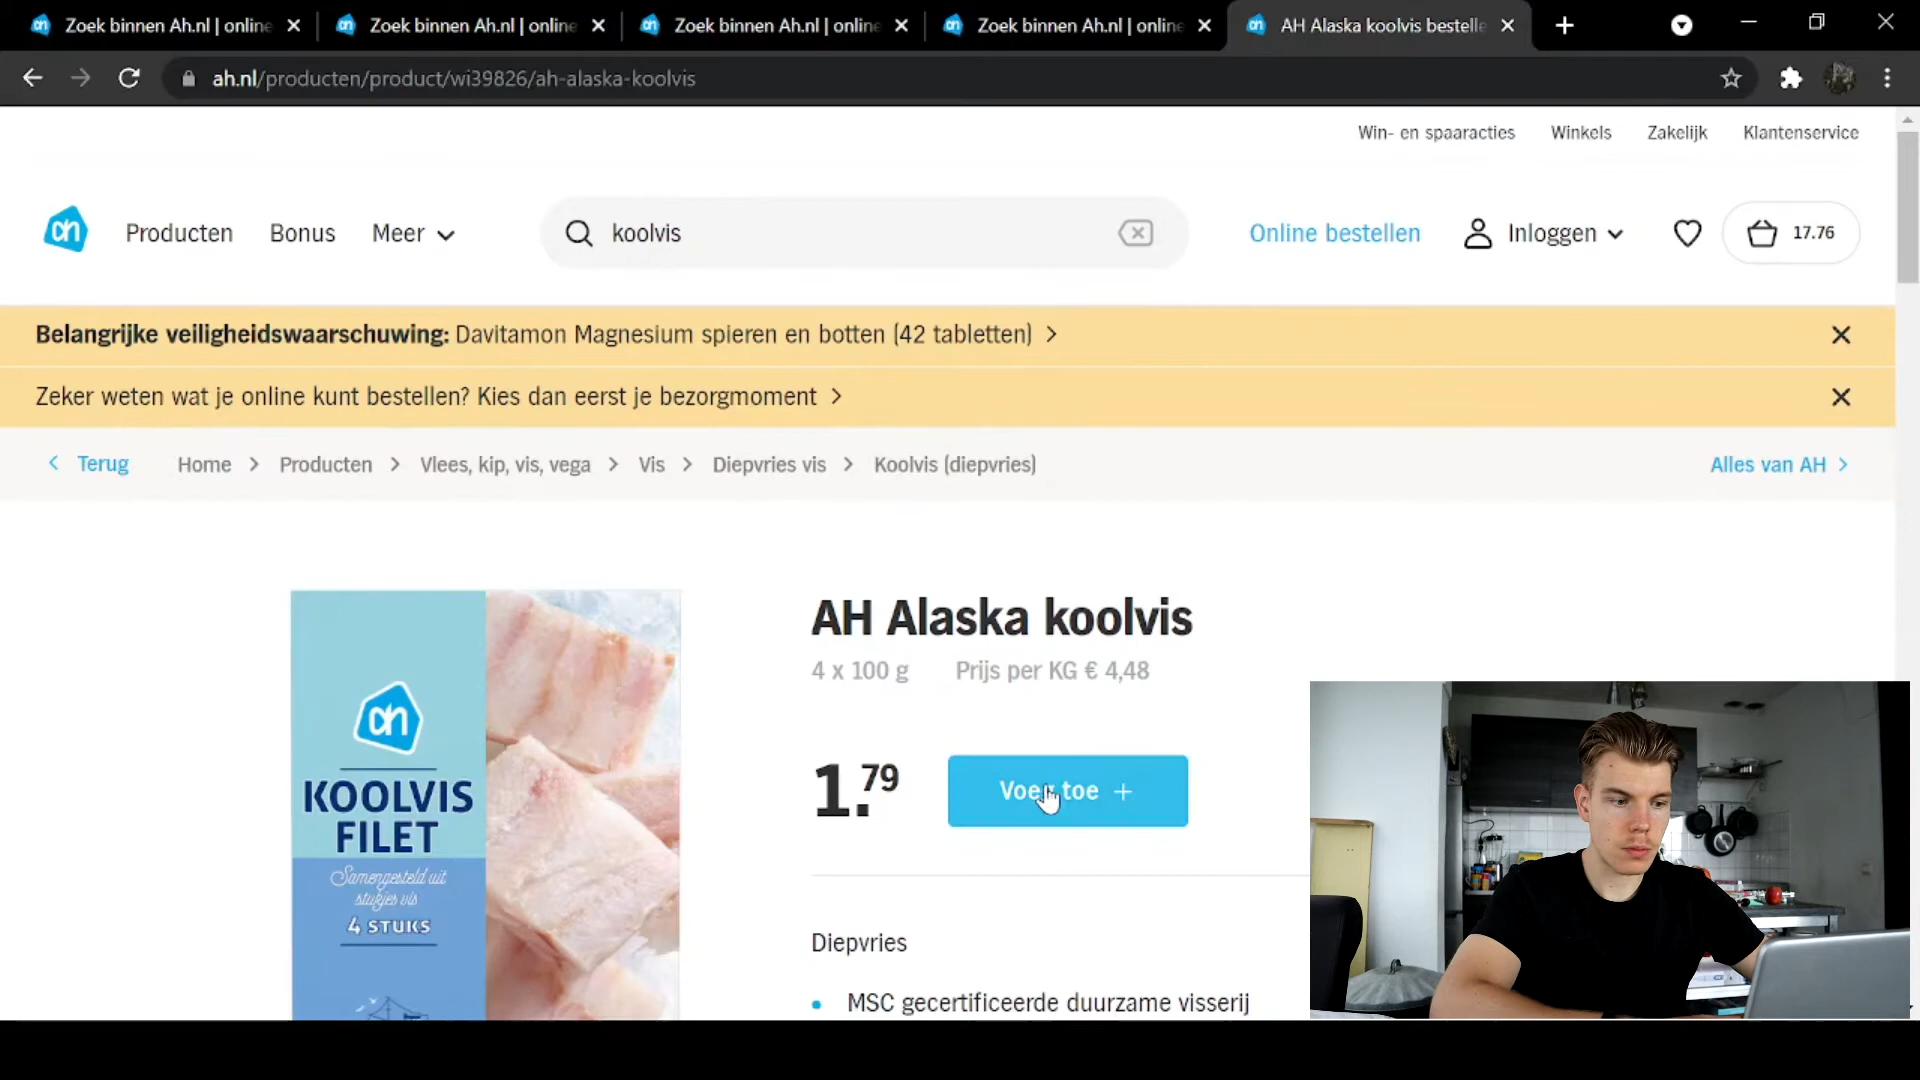 Zoek binnen Ah.nl | online
Zoek binnen Ah.nl | online
Zoek binnen Ah.nl | online
Zoek binnen Ah.nl | online
AH Alaska koolvis bestelle
ah.nl/producten/product/wi39826/ah-alaska-koolvis
Win- en spaaracties Winkels Zakelijk Klantenservice
ah Producten Bonus Meer koolvis Online bestellen Inloggen 17.76
Belangrijke veiligheidswaarschuwing: Davitamon Magnesium spieren en botten (42 tabletten)
Zeker weten wat je online kunt bestellen? Kies dan eerst je bezorgmoment
Terug Home > Producten > Vlees, kip, vis, vega > Vis > Diepvries vis > Koolvis (diepvries) Alles van AH
AH Alaska koolvis
4 x 100 g Prijs per KG € 4,48
1.79 Voeg toe +
ah
KOOLVIS
FILET
Samengesteld uit
stukjes vis
4 STUKS
Diepvries
• MSC gecertificeerde duurzame visserij